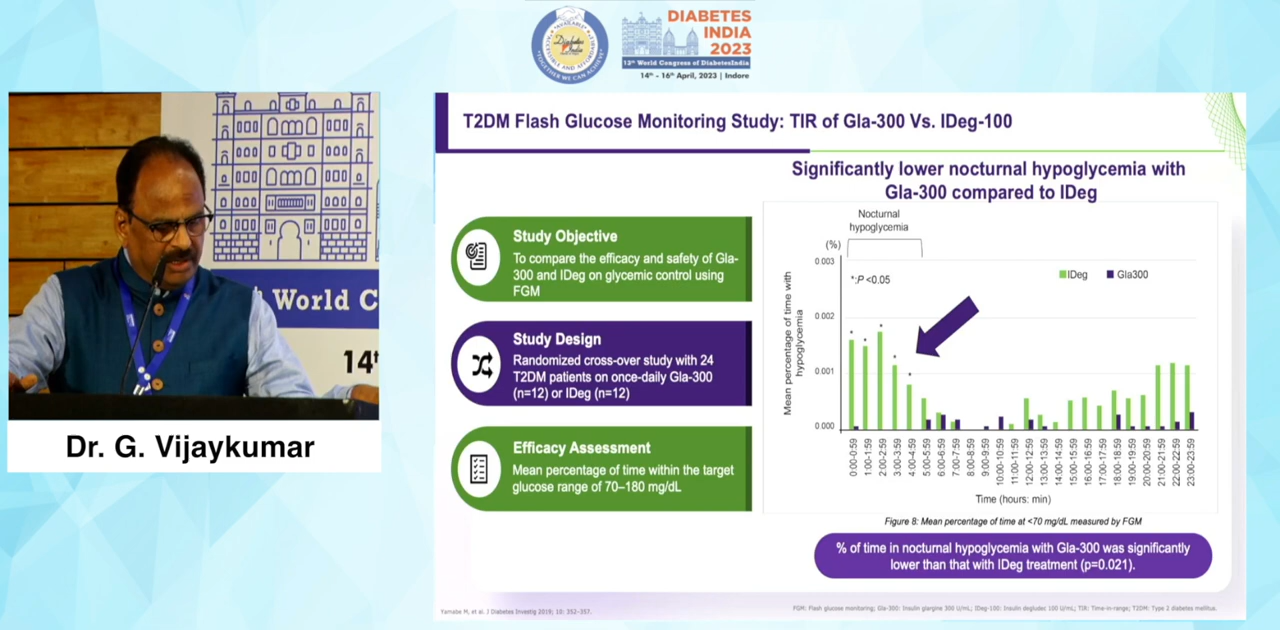 DIABETES
INDIA
2023
13th World Congress of DiabetesIndia
14th - 16th April, 2023 | Indore
AVAILABLE
ACCESSIBLE AND AFFORDABLE
Diabetes
India
TOGETHER WE CAN ACHIEVE
World C
14t
Dr. G. Vijaykumar
T2DM Flash Glucose Monitoring Study: TIR of Gla-300 Vs. IDeg-100
Study Objective
To compare the efficacy and safety of Gla-
300 and IDeg on glycemic control using
FGM
Study Design
Randomized cross-over study with 24
T2DM patients on once-daily Gla-300
(n=12) or IDeg (n=12)
Efficacy Assessment
Mean percentage of time within the target
glucose range of 70–180 mg/dL
Significantly lower nocturnal hypoglycemia with
Gla-300 compared to IDeg
Nocturnal
hypoglycemia
(%)
0.003
0.002
0.001
0.000
*:P <0.05
IDeg
Gla300
Mean percentage of time with
hypoglycemia
0:00-0:59
1:00-1:59
2:00-2:59
3:00-3:59
4:00-4:59
5:00-5:59
6:00-6:59
7:00-7:59
8:00-8:59
9:00-9:59
10:00-10:59
11:00-11:59
12:00-12:59
13:00-13:59
14:00-14:59
15:00-15:59
16:00-16:59
17:00-17:59
18:00-18:59
19:00-19:59
20:00-20:59
21:00-21:59
22:00-22:59
23:00-23:59
Time (hours: min)
Figure 8: Mean percentage of time at <70 mg/dL measured by FGM
% of time in nocturnal hypoglycemia with Gla-300 was significantly
lower than that with IDeg treatment (p=0.021).
Yamabe M, et al. J Diabetes Investig 2019; 10: 352-357.
FGM: Flash glucose monitoring; Gla-300: Insulin glargine 300 U/mL; IDeg-100: Insulin degludec 100 U/mL; TIR: Time-in-range; T2DM: Type 2 diabetes mellitus.